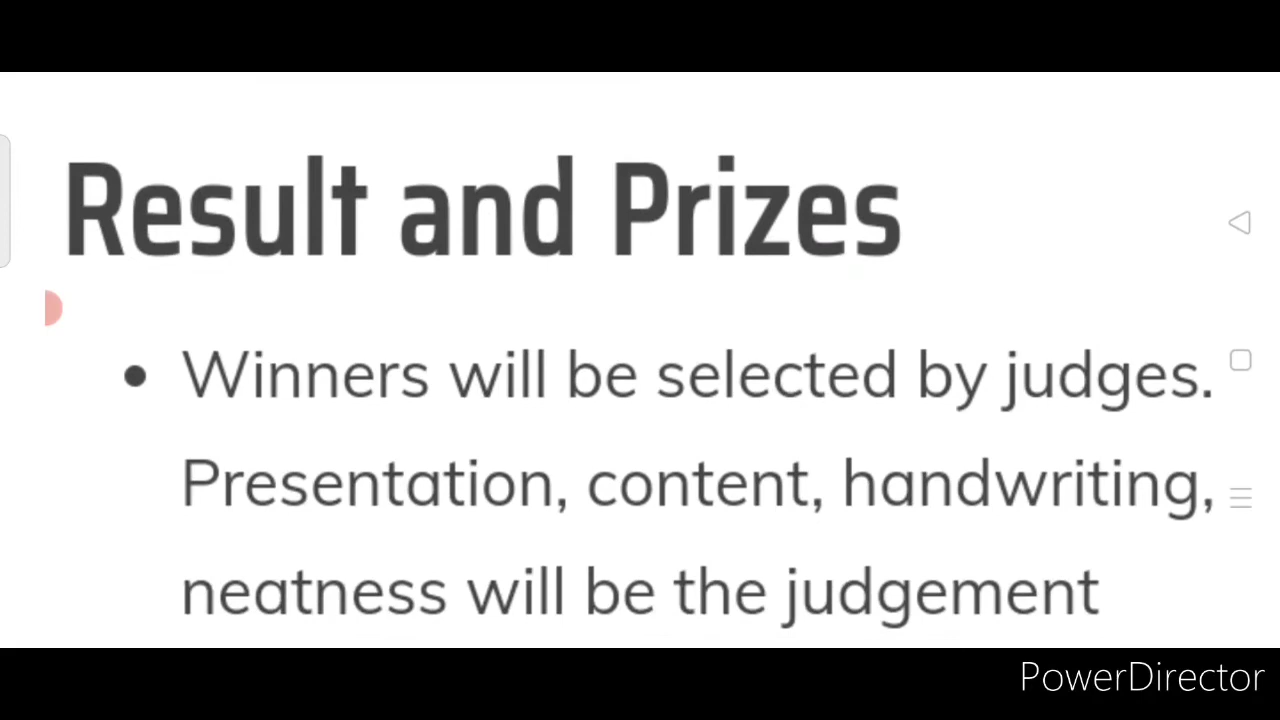 Result and Prizes
• Winners will be selected by judges.
Presentation, content, handwriting,
neatness will be the judgement
PowerDirector